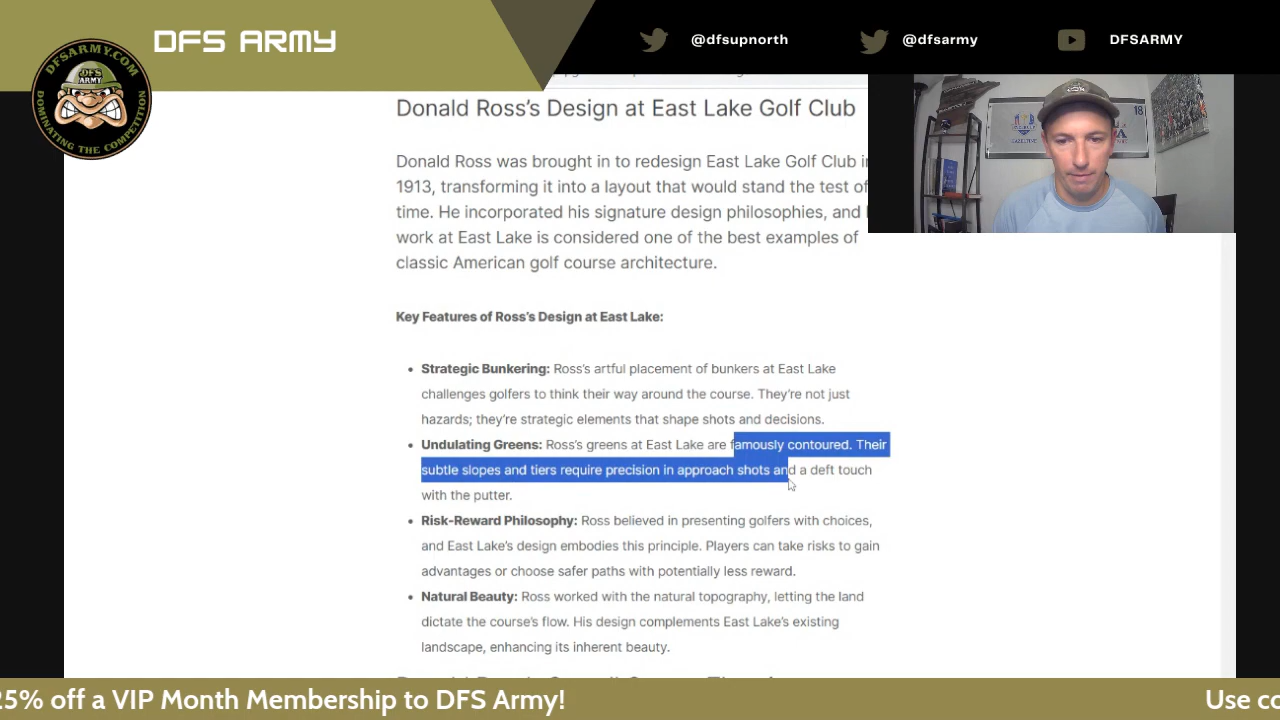 DFS ARMY
@dfsupnorth
@dfsarmy
DFSARMY
DFSARMY.COM
DFS
ARMY
DOMINATING THE COMPETITION
18
Donald Ross's Design at East Lake Golf Club
Donald Ross was brought in to redesign East Lake Golf Club in
1913, transforming it into a layout that would stand the test of
time. He incorporated his signature design philosophies, and
work at East Lake is considered one of the best examples of
classic American golf course architecture.
Key Features of Ross's Design at East Lake:
• Strategic Bunkering: Ross's artful placement of bunkers at East Lake
challenges golfers to think their way around the course. They're not just
hazards; they're strategic elements that shape shots and decisions.
• Undulating Greens: Ross's greens at East Lake are famously contoured. Their
subtle slopes and tiers require precision in approach shots and a deft touch
with the putter.
• Risk-Reward Philosophy: Ross believed in presenting golfers with choices,
and East Lake's design embodies this principle. Players can take risks to gain
advantages or choose safer paths with potentially less reward.
• Natural Beauty: Ross worked with the natural topography, letting the land
dictate the course's flow. His design complements East Lake's existing
landscape, enhancing its inherent beauty.
25% off a VIP Month Membership to DFS Army!
Use co